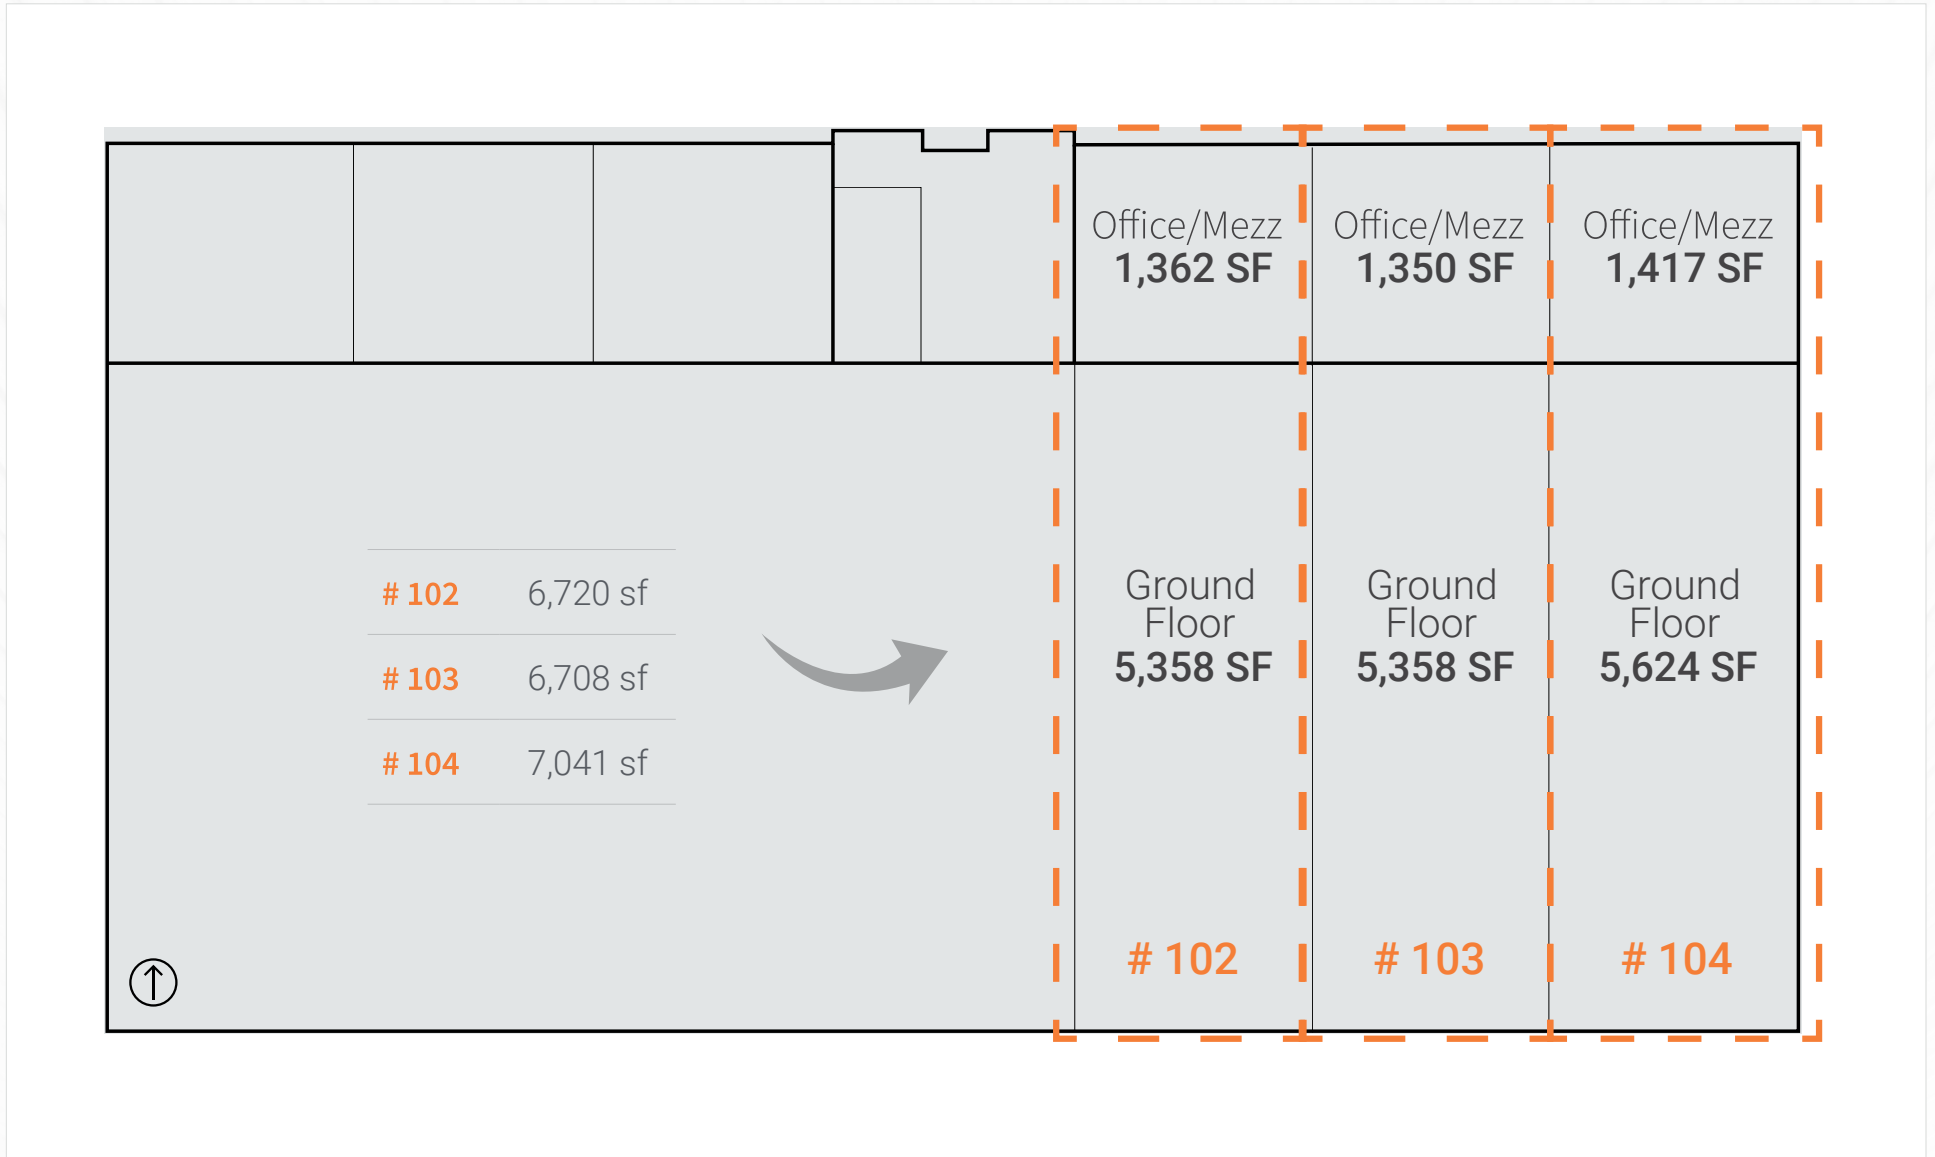 Office/Mezz
1,362 SF
Office/Mezz
1,350 SF
Office/Mezz
1,417 SF
# 102 6,720 sf
# 103 6,708 sf
# 104 7,041 sf
Ground
Floor
5,358 SF
Ground
Floor
5,358 SF
Ground
Floor
5,624 SF
# 102
# 103
# 104